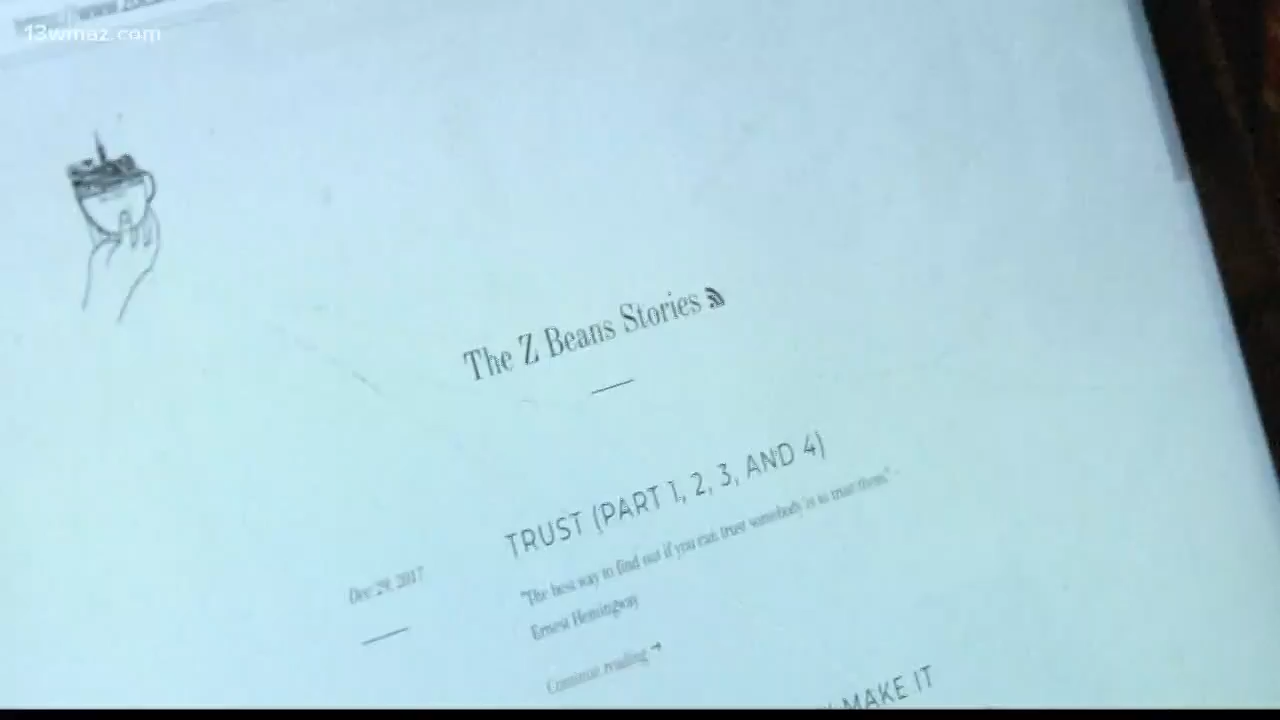 13wmaz.com
The Z Beans Stories
TRUST (PART 1, 2, 3, AND 4)
Dec 29, 2017
"The best way to find out if you can trust somebody is to trust them" -
Ernest Hemingway
Continue reading →
MAKE IT